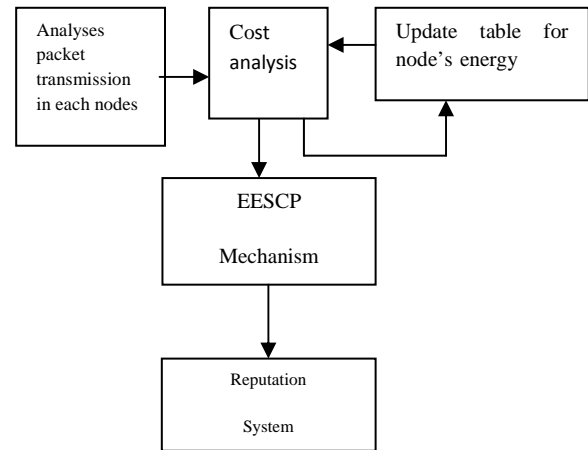 Analyses
packet
transmission
in each nodes
Cost
analysis
Update table for
node's energy
EESCP
Mechanism
Reputation
System